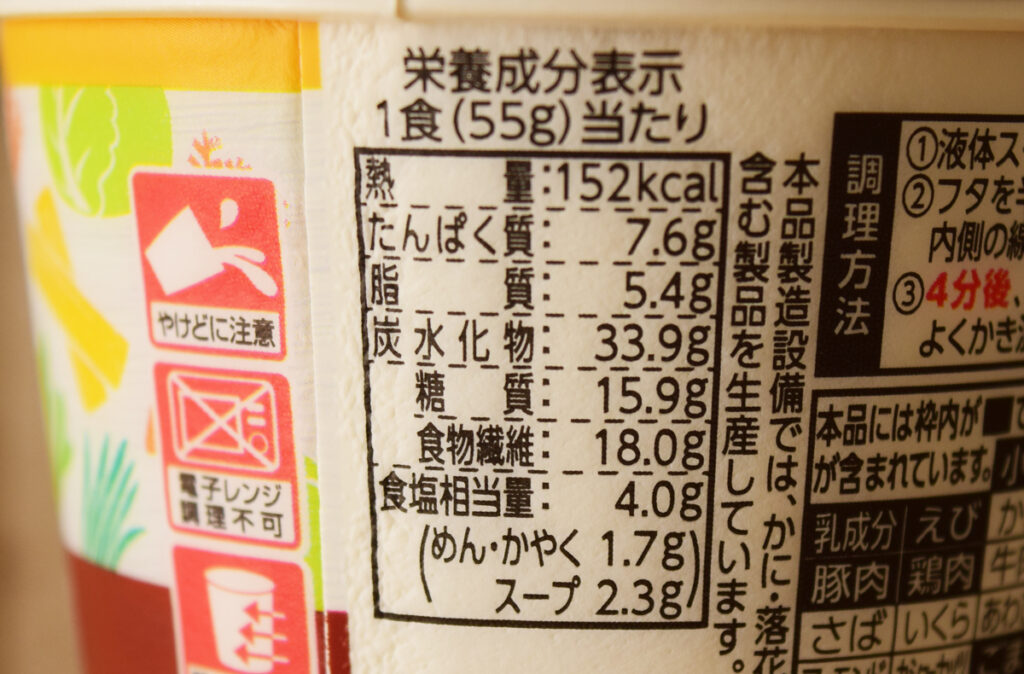 栄養成分表示
1食(55g)当たり
熱量:152kcal
たんぱく質:7.6g
脂質:5.4g
炭水化物:33.9g
糖質:15.9g
食物繊維:18.0g
食塩相当量:4.0g
(めん・かやく 1.7g
スープ 2.3g)
本品製造設備では、かに・落花
含む製品を生産しています。
調理方法
①液体ス
②フタを
内側の
③4分後、
よくかき
本品には枠内が■
が含まれています。
乳成分 えび か
豚肉 鶏肉 牛
さば いくら あわ
やけどに注意
電子レンジ
調理不可